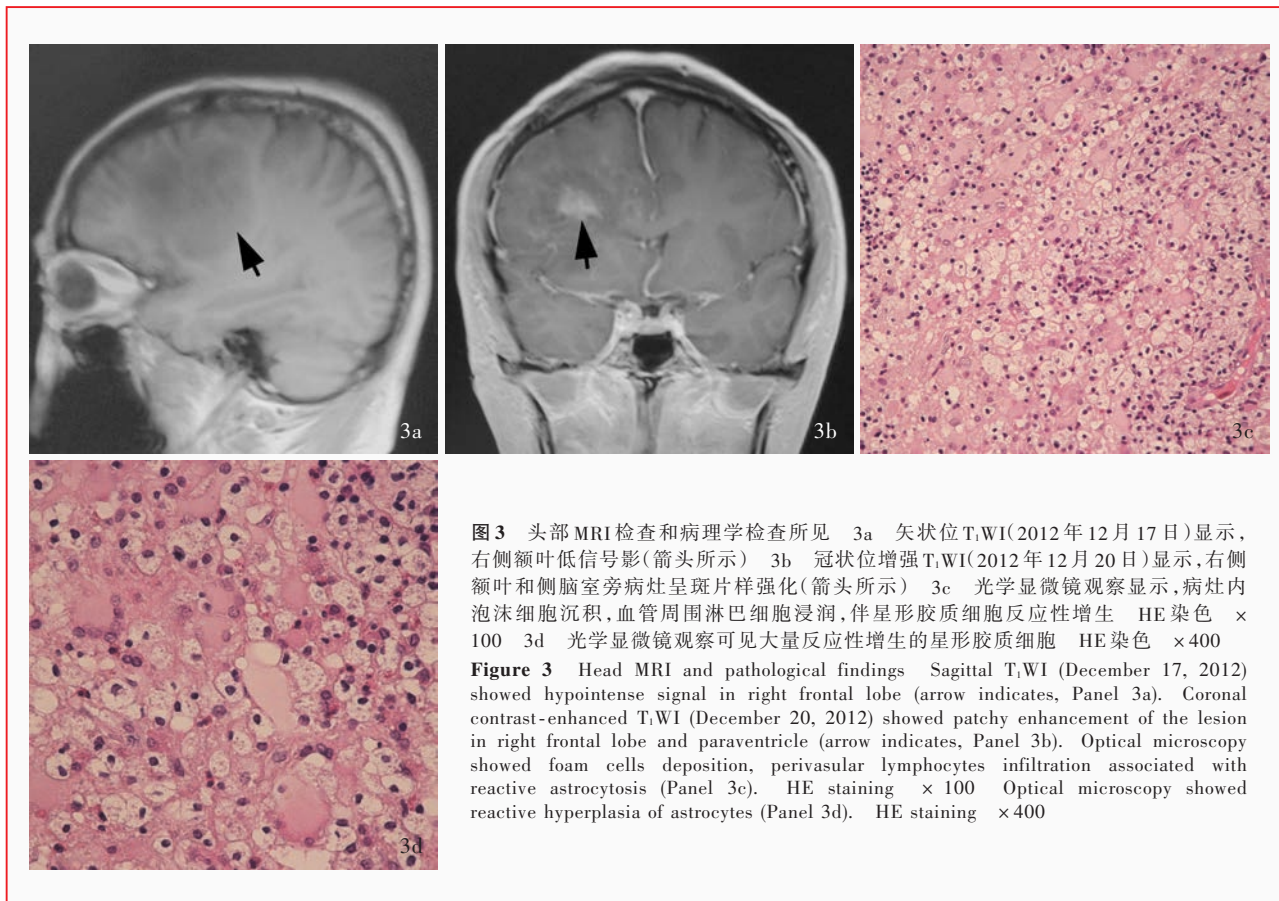 3a
3b
3c
3d
图3 头部MRI检查和病理学检查所见 3a 矢状位T₁WI(2012年12月17日)显示,
右侧额叶低信号影(箭头所示) 3b 冠状位增强T₁WI(2012年12月20日)显示,右侧
额叶和侧脑室旁病灶呈斑片样强化(箭头所示) 3c 光学显微镜观察显示,病灶内
泡沫细胞沉积,血管周围淋巴细胞浸润,伴星形胶质细胞反应性增生 HE染色 ×
100 3d 光学显微镜观察可见大量反应性增生的星形胶质细胞 HE染色 ×400
Figure 3 Head MRI and pathological findings Sagittal T₁WI (December 17, 2012)
showed hypointense signal in right frontal lobe (arrow indicates, Panel 3a). Coronal
contrast-enhanced T₁WI (December 20, 2012) showed patchy enhancement of the lesion
in right frontal lobe and paraventricle (arrow indicates, Panel 3b). Optical microscopy
showed foam cells deposition, perivasular lymphocytes infiltration associated with
reactive astrocytosis (Panel 3c). HE staining × 100 Optical microscopy showed
reactive hyperplasia of astrocytes (Panel 3d). HE staining ×400